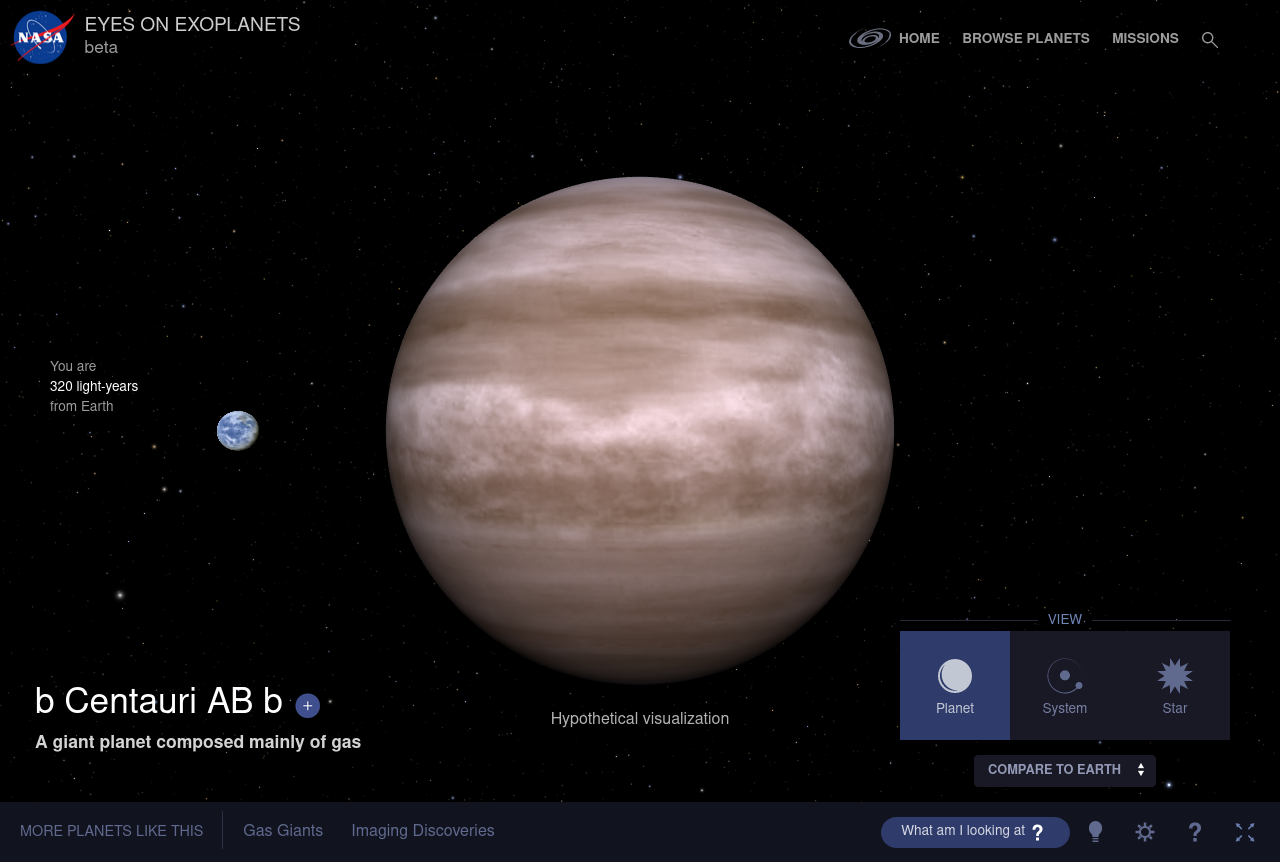 NASA
EYES ON EXOPLANETS
beta
HOME
BROWSE PLANETS
MISSIONS
You are
320 light-years
from Earth
VIEW
Planet
System
Star
b Centauri AB b +
A giant planet composed mainly of gas
Hypothetical visualization
COMPARE TO EARTH
MORE PLANETS LIKE THIS
Gas Giants
Imaging Discoveries
What am I looking at ?
?